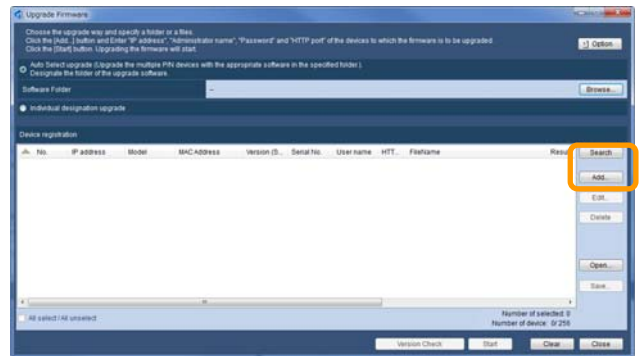 Upgrade Firmware
Choose the upgrade way and specify a folder or a files.
Click the [Add...] button and Enter "IP address", "Administrator name", "Password" and "HTTP port" of the devices to which the firmware is to be upgraded.
Click the [Start] button. Upgrading the firmware will start.
Option
Auto Select upgrade (Upgrade the multiple P/N devices with the appropriate software in the specified folder.)
Designate the folder of the upgrade software.
Software Folder
--
Browse...
Individual designation upgrade
Device registration
No. IP address Model MAC Address Version (S... Serial No. User name HTT... FileName Resul
Search
Add...
Edit...
Delete
Open...
Save...
All select / All unselect
Number of selected: 0
Number of device: 0/ 256
Version Check Start Clear Close